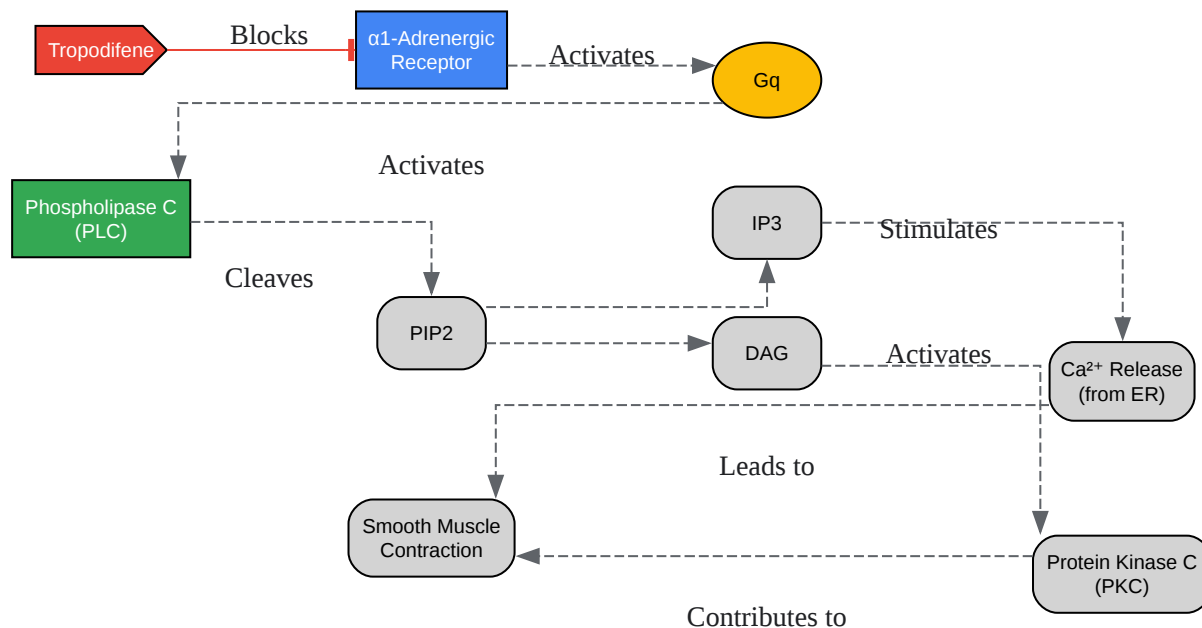 Tropodifene
Blocks
α1-Adrenergic
Receptor
Activates
Gq
Activates
Phospholipase C
(PLC)
Cleaves
PIP2
IP3
Stimulates
DAG
Activates
Ca²⁺ Release
(from ER)
Leads to
Smooth Muscle
Contraction
Protein Kinase C
(PKC)
Contributes to